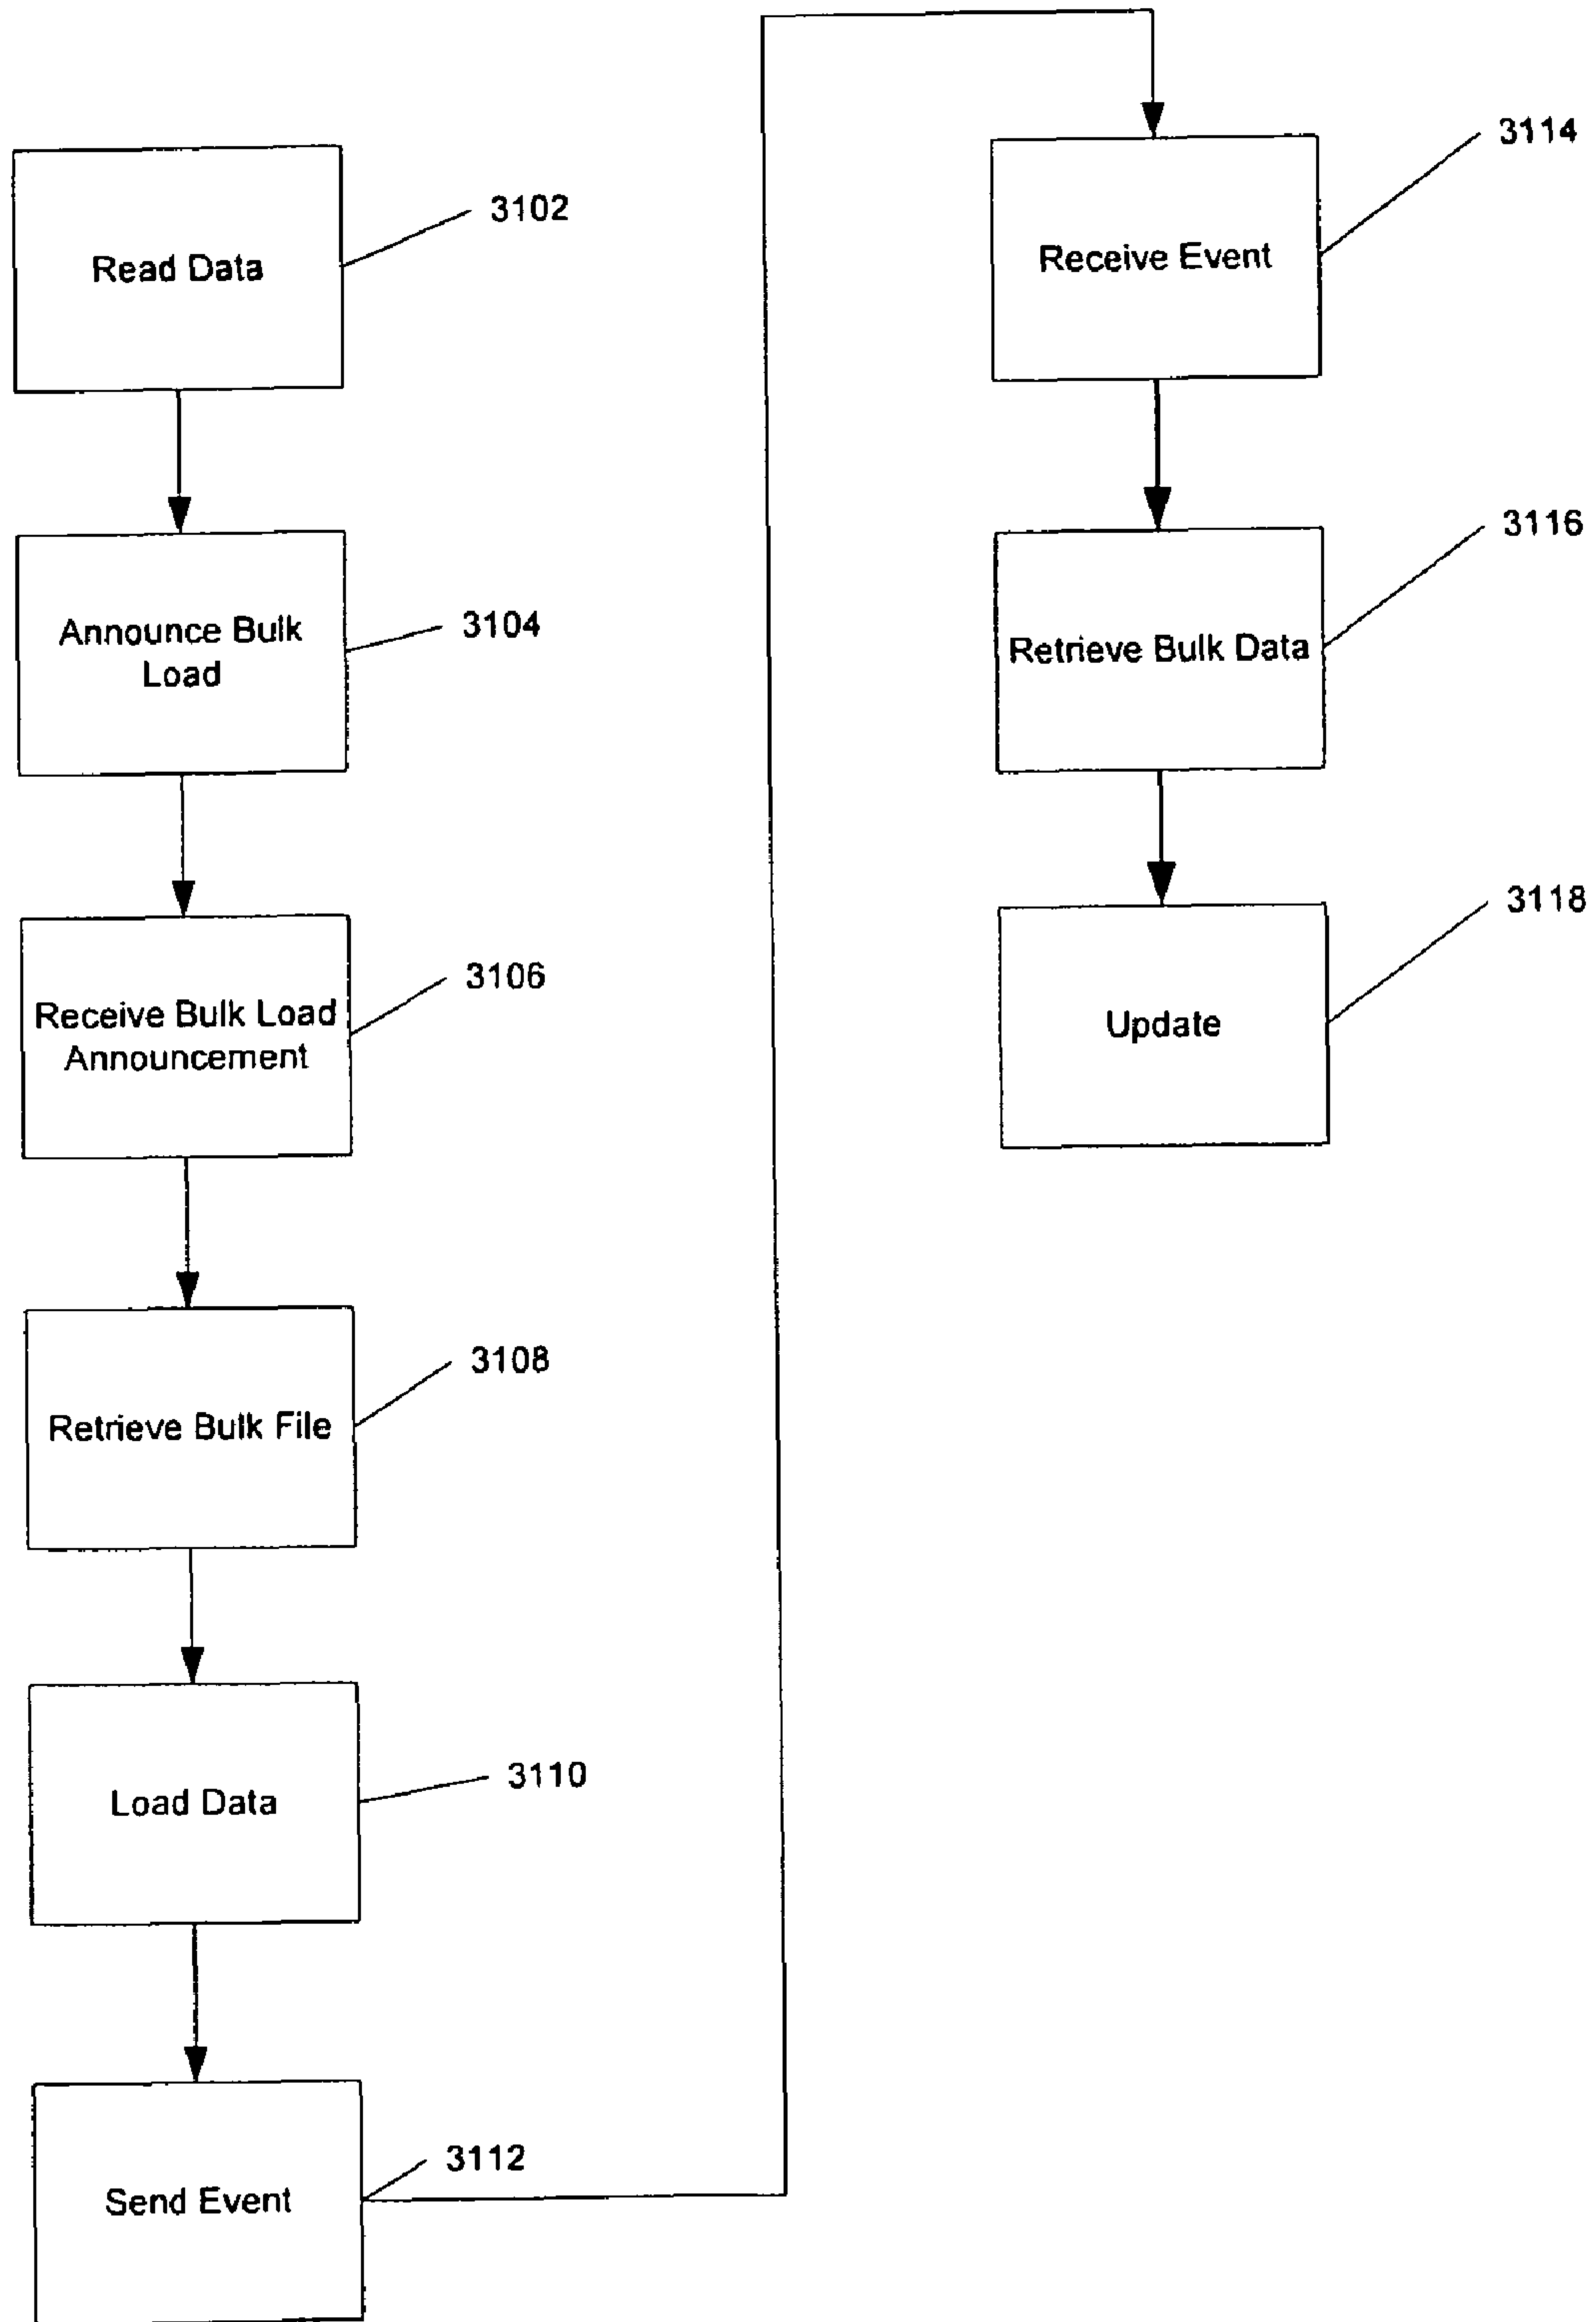 Read Data
3102
Announce Bulk
Load
3104
Receive Bulk Load
Announcement
3106
Retrieve Bulk File
3108
Load Data
3110
Send Event
3112
Receive Event
3114
Retrieve Bulk Data
3116
Update
3118